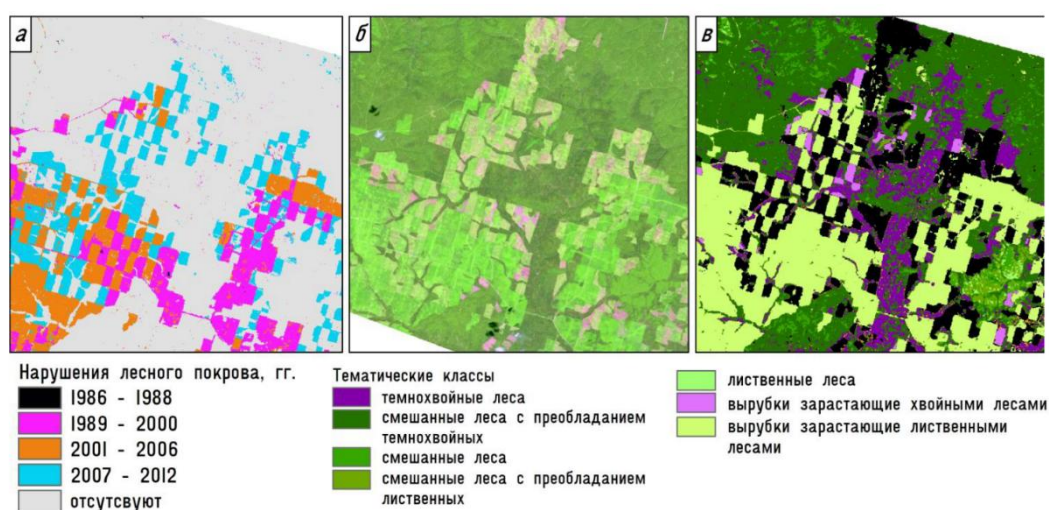 а
б
в
Нарушения лесного покрова, гг.
1986 - 1988
1989 - 2000
2001 - 2006
2007 - 2012
отсутсвуют
Тематические классы
темнохвойные леса
смешанные леса с преобладанием
темнохвойных
смешанные леса
смешанные леса с преобладанием
лиственных
лиственные леса
вырубки зарастающие хвойными лесами
вырубки зарастающие лиственными
лесами